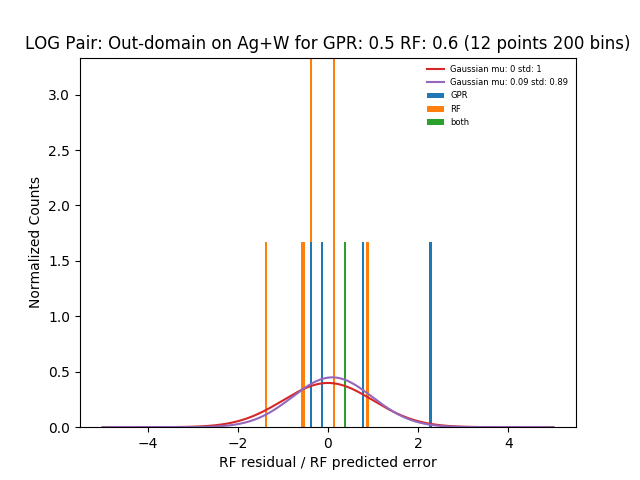 LOG Pair: Out-domain on Ag+W for GPR: 0.5 RF: 0.6 (12 points 200 bins)
Gaussian mu: 0 std: 1
Gaussian mu: 0.09 std: 0.89
GPR
RF
both
Normalized Counts
3.0
2.5
2.0
1.5
1.0
0.5
0.0
−4 −2 0 2 4
RF residual / RF predicted error